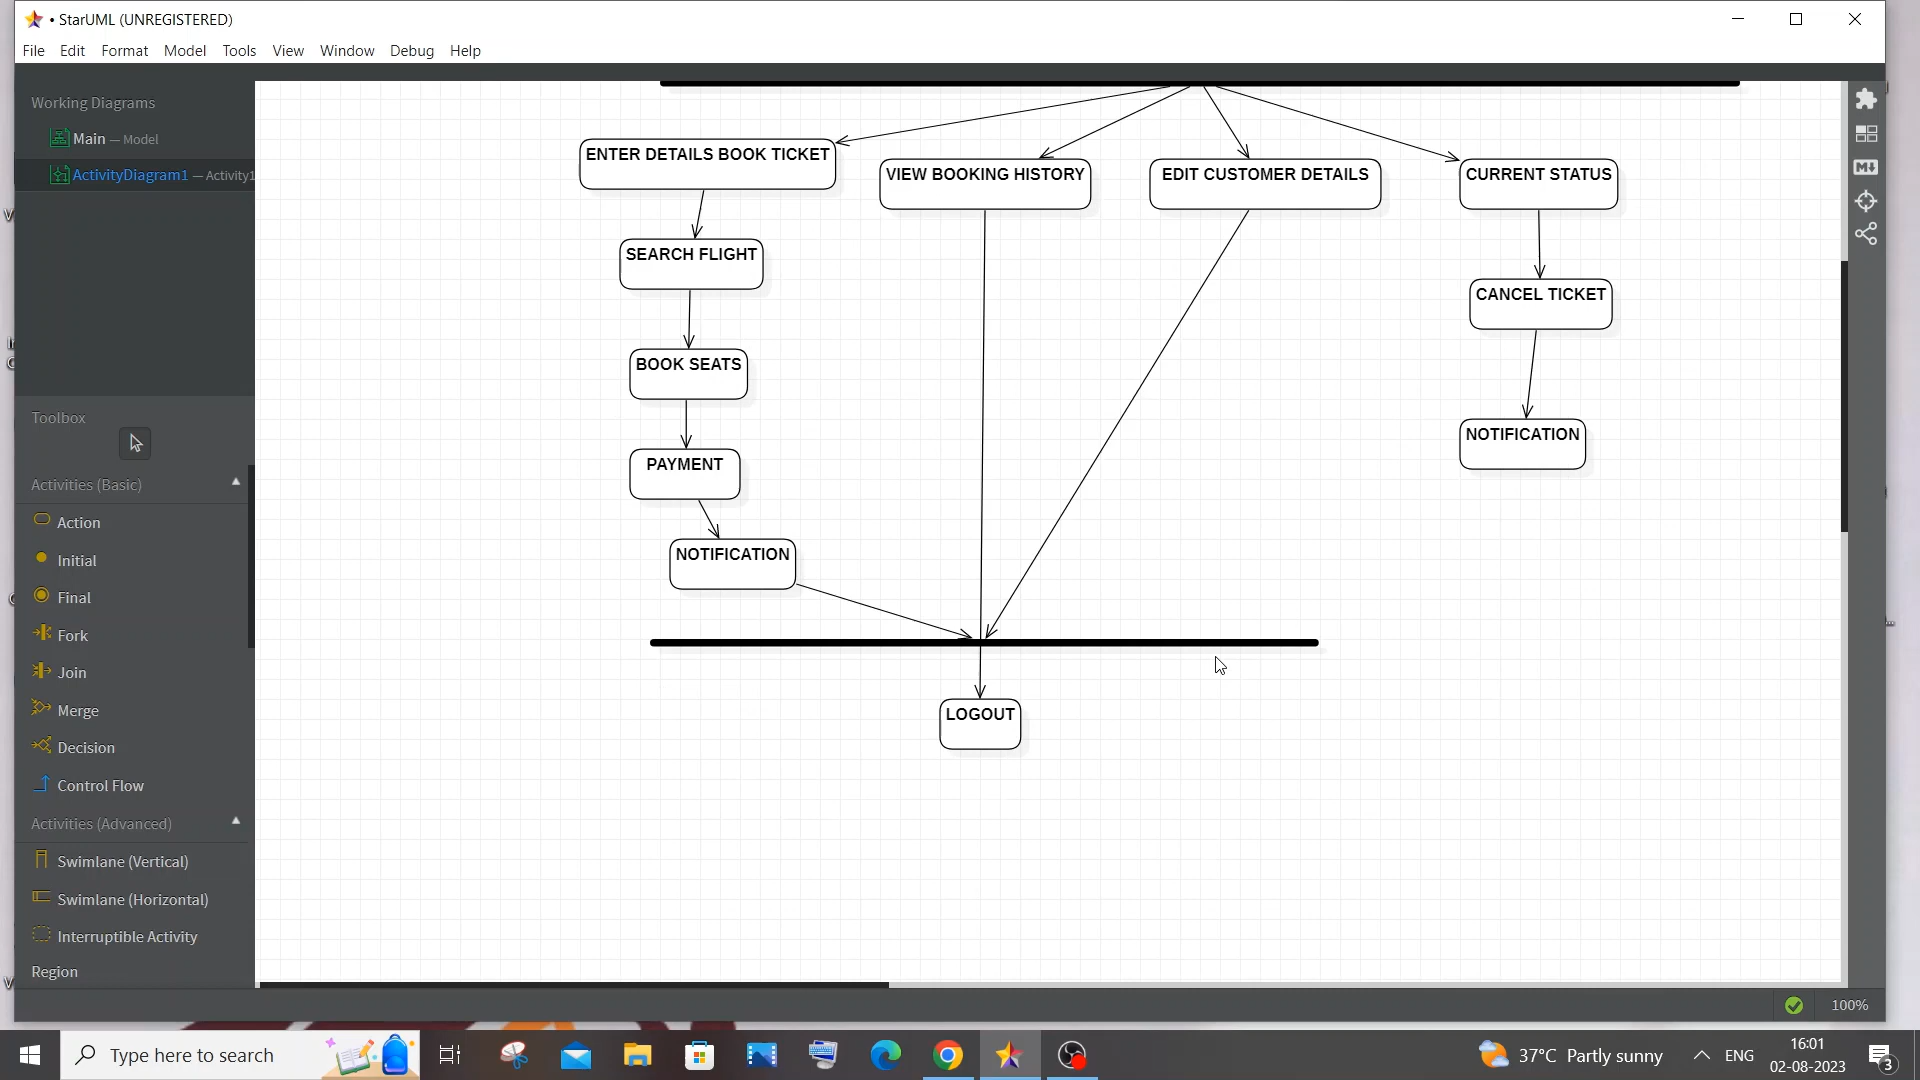 • StarUML (UNREGISTERED)
File Edit Format Model Tools View Window Debug Help
Working Diagrams
Main — Model
ActivityDiagram1 — Activity1
Toolbox
Activities (Basic)
Action
Initial
Final
Fork
Join
Merge
Decision
Control Flow
Activities (Advanced)
Swimlane (Vertical)
Swimlane (Horizontal)
Interruptible Activity
Region
ENTER DETAILS BOOK TICKET
VIEW BOOKING HISTORY
EDIT CUSTOMER DETAILS
CURRENT STATUS
SEARCH FLIGHT
CANCEL TICKET
BOOK SEATS
NOTIFICATION
PAYMENT
NOTIFICATION
LOGOUT
100%
Type here to search
37°C Partly sunny
ENG
16:01
02-08-2023
3